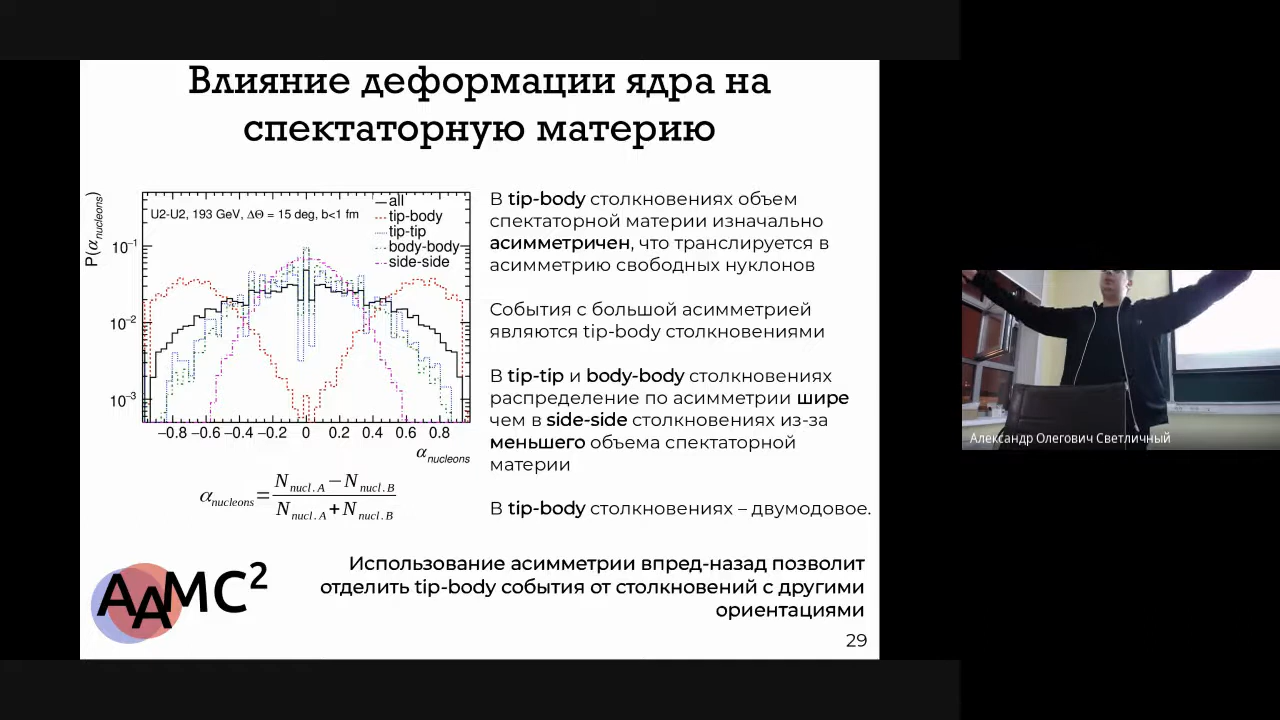 Влияние деформации ядра на
спектаторную материю
P(α_nucleons)
U2-U2, 193 GeV, ΔΘ = 15 deg, b<1 fm
all
tip-body
tip-tip
body-body
side-side
10⁻¹
10⁻²
10⁻³
−0.8 −0.6 −0.4 −0.2 0 0.2 0.4 0.6 0.8
α_nucleons
α_nucleons = (N_nucl.A − N_nucl.B) / (N_nucl.A + N_nucl.B)
В tip-body столкновениях объем
спектаторной материи изначально
асимметричен, что транслируется в
асимметрию свободных нуклонов
События с большой асимметрией
являются tip-body столкновениями
В tip-tip и body-body столкновениях
распределение по асимметрии шире
чем в side-side столкновениях из-за
меньшего объема спектаторной
материи
В tip-body столкновениях – двумодовое.
AAMC²
Использование асимметрии впред-назад позволит
отделить tip-body события от столкновений с другими
ориентациями
29
Александр Олегович Светличный